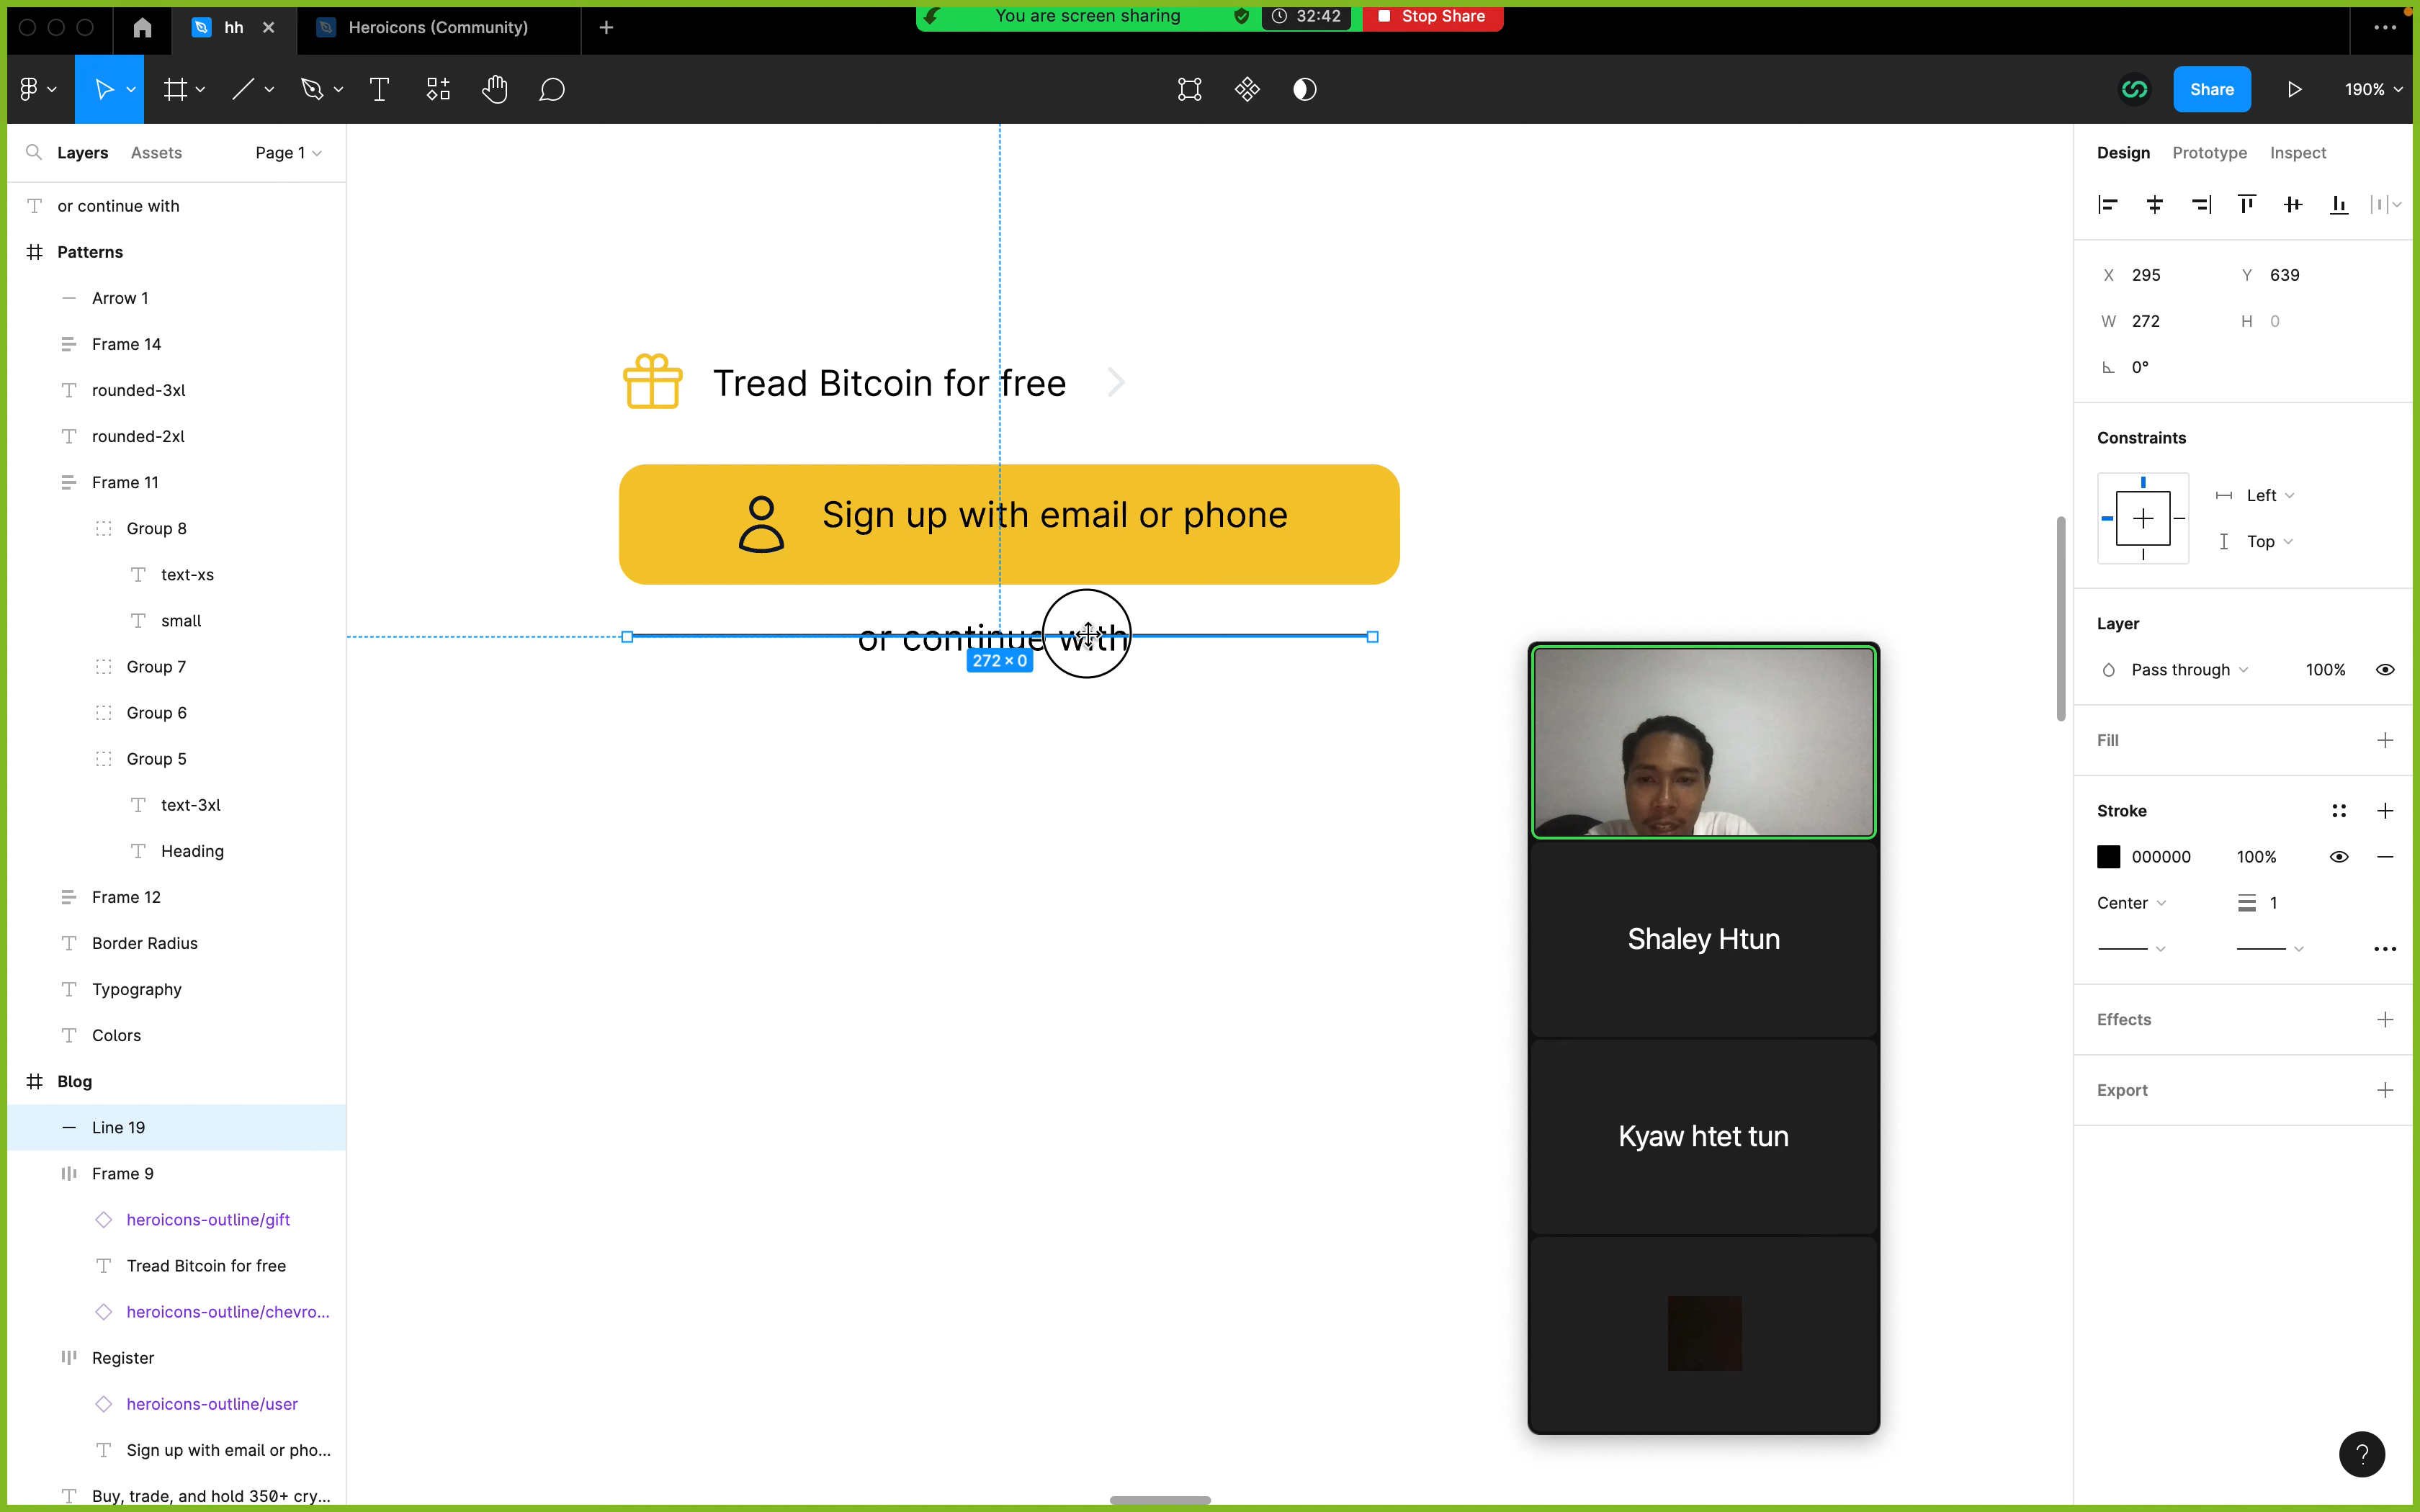 hh
Heroicons (Community)
You are screen sharing
32:42
Stop Share
Share
190%
Layers
Assets
Page 1
or continue with
Patterns
Arrow 1
Frame 14
rounded-3xl
rounded-2xl
Frame 11
Group 8
text-xs
small
Group 7
Group 6
Group 5
text-3xl
Heading
Frame 12
Border Radius
Typography
Colors
Blog
Line 19
Frame 9
heroicons-outline/gift
Tread Bitcoin for free
heroicons-outline/chevro...
Register
heroicons-outline/user
Sign up with email or pho...
Buy, trade, and hold 350+ cry...
Tread Bitcoin for free
Sign up with email or phone
or continue with
272 × 0
Shaley Htun
Kyaw htet tun
Design
Prototype
Inspect
X 295
Y 639
W 272
H 0
0°
Constraints
Left
Top
Layer
Pass through
100%
Fill
Stroke
000000
100%
Center
1
Effects
Export
?